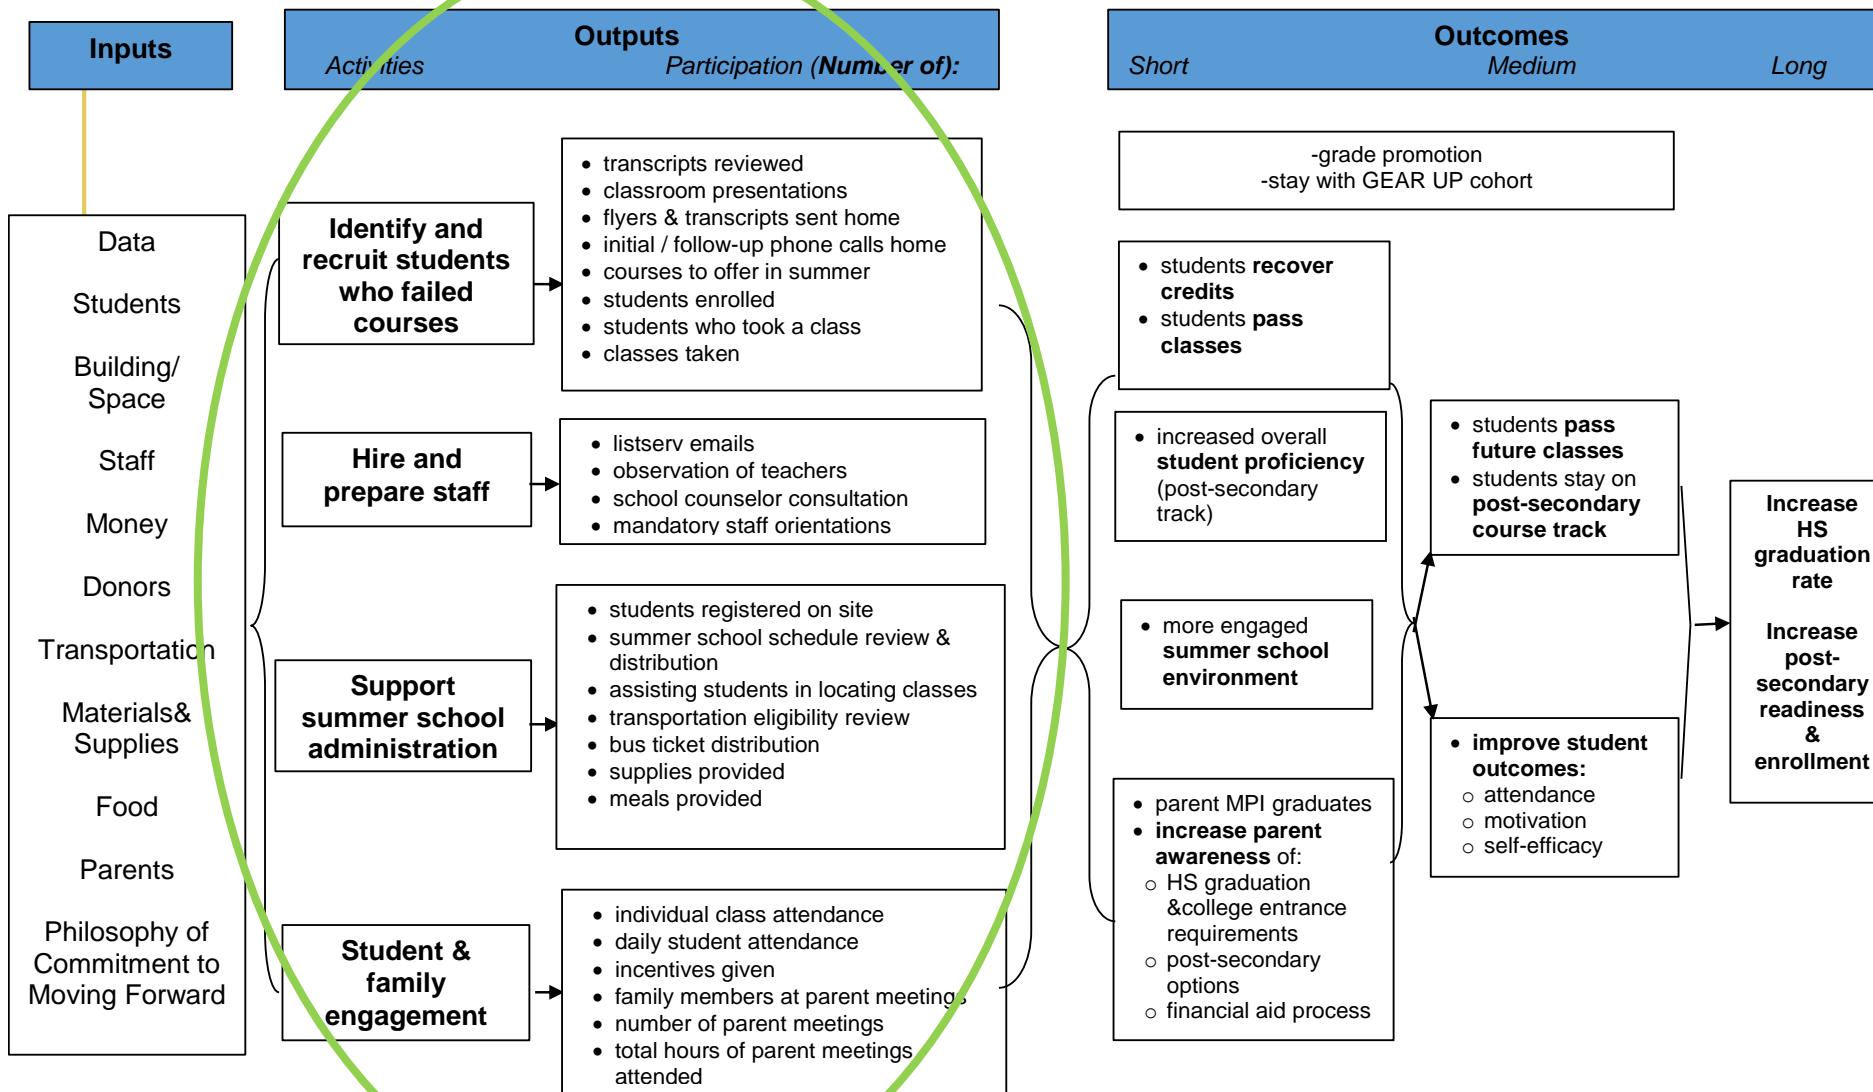 Inputs
Outputs
Activities Participation (Number of):
Outcomes
Short Medium Long
Data
Students
Building/
Space
Staff
Money
Donors
Transportation
Materials&
Supplies
Food
Parents
Philosophy of
Commitment to
Moving Forward
Identify and
recruit students
who failed
courses
• transcripts reviewed
• classroom presentations
• flyers & transcripts sent home
• initial / follow-up phone calls home
• courses to offer in summer
• students enrolled
• students who took a class
• classes taken
Hire and
prepare staff
• listserv emails
• observation of teachers
• school counselor consultation
• mandatory staff orientations
Support
summer school
administration
• students registered on site
• summer school schedule review &
distribution
• assisting students in locating classes
• transportation eligibility review
• bus ticket distribution
• supplies provided
• meals provided
Student &
family
engagement
• individual class attendance
• daily student attendance
• incentives given
• family members at parent meetings
• number of parent meetings
• total hours of parent meetings
attended
-grade promotion
-stay with GEAR UP cohort
• students recover
credits
• students pass
classes
• increased overall
student proficiency
(post-secondary
track)
• more engaged
summer school
environment
• parent MPI graduates
• increase parent
awareness of:
○ HS graduation
&college entrance
requirements
○ post-secondary
options
○ financial aid process
• students pass
future classes
• students stay on
post-secondary
course track
• improve student
outcomes:
○ attendance
○ motivation
○ self-efficacy
Increase
HS
graduation
rate
Increase
post-
secondary
readiness
&
enrollment